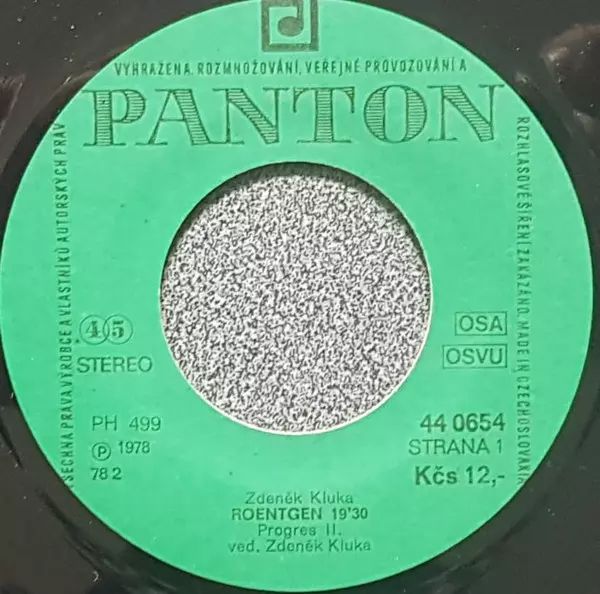 VŠECHNA PRÁVA VÝROBCE A VLASTNÍKŮ AUTORSKÝCH PRÁV
VYHRAŽENA. ROZMNOŽOVÁNÍ, VEŘEJNÉ PROVOZOVÁNÍ A
ROZHLASOVÉ ŠÍŘENÍ ZAKÁZÁNO. MADE IN CZECHOSLOVAKIA
PANTON
45
STEREO
OSA
OSVU
PH 499
Ⓟ 1978
78 2
44 0654
STRANA 1
Kčs 12,-
Zdeněk Kluka
ROENTGEN 19'30
Progres II.
ved. Zdeněk Kluka